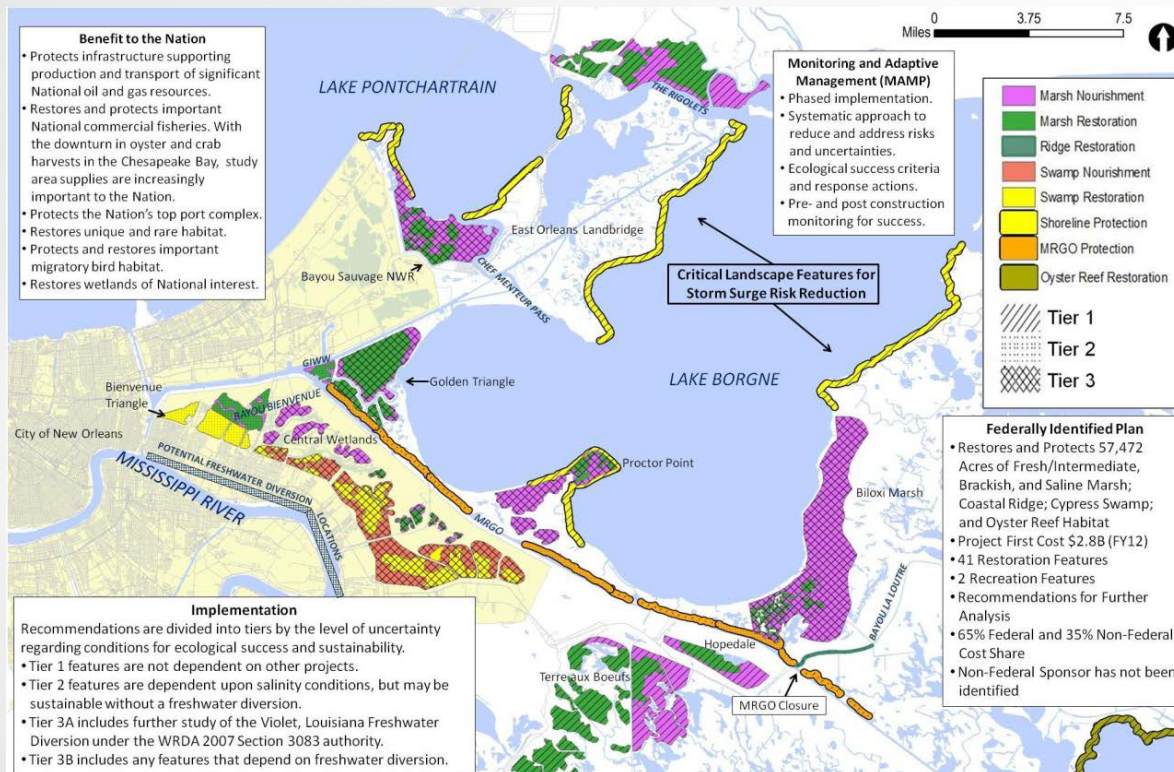 Benefit to the Nation
• Protects infrastructure supporting
production and transport of significant
National oil and gas resources.
• Restores and protects important
National commercial fisheries. With
the downturn in oyster and crab
harvests in the Chesapeake Bay, study
area supplies are increasingly
important to the Nation.
• Protects the Nation's top port complex.
• Restores unique and rare habitat.
• Protects and restores important
migratory bird habitat.
• Restores wetlands of National interest.
0 3.75 7.5
Miles
Monitoring and Adaptive
Management (MAMP)
• Phased implementation.
• Systematic approach to
reduce and address risks
and uncertainties.
• Ecological success criteria
and response actions.
• Pre- and post construction
monitoring for success.
Marsh Nourishment
Marsh Restoration
Ridge Restoration
Swamp Nourishment
Swamp Restoration
Shoreline Protection
MRGO Protection
Oyster Reef Restoration
Tier 1
Tier 2
Tier 3
LAKE PONTCHARTRAIN
THE RIGOLETS
East Orleans Landbridge
Bayou Sauvage NWR
CHEF MENTEUR PASS
Critical Landscape Features for
Storm Surge Risk Reduction
GIWW
Golden Triangle
LAKE BORGNE
Bienvenue
Triangle
BAYOU BIENVENUE
City of New Orleans
Central Wetlands
POTENTIAL FRESHWATER DIVERSION
LOCATIONS
MISSISSIPPI RIVER
Proctor Point
MRGO
Biloxi Marsh
BAYOU LA LOUTRE
Hopedale
Terre aux Boeufs
MRGO Closure
Federally Identified Plan
• Restores and Protects 57,472
Acres of Fresh/Intermediate,
Brackish, and Saline Marsh;
Coastal Ridge; Cypress Swamp;
and Oyster Reef Habitat
• Project First Cost $2.8B (FY12)
• 41 Restoration Features
• 2 Recreation Features
• Recommendations for Further
Analysis
• 65% Federal and 35% Non-Federal
Cost Share
• Non-Federal Sponsor has not been
identified
Implementation
Recommendations are divided into tiers by the level of uncertainty
regarding conditions for ecological success and sustainability.
• Tier 1 features are not dependent on other projects.
• Tier 2 features are dependent upon salinity conditions, but may be
sustainable without a freshwater diversion.
• Tier 3A includes further study of the Violet, Louisiana Freshwater
Diversion under the WRDA 2007 Section 3083 authority.
• Tier 3B includes any features that depend on freshwater diversion.